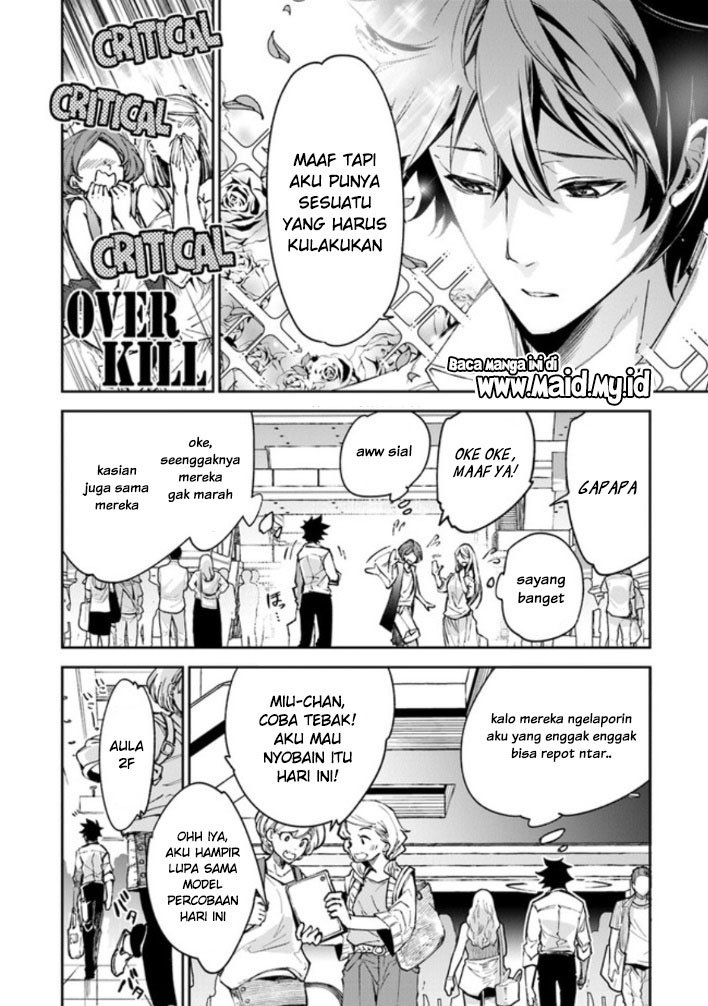 MAAF TAPI
AKU PUNYA
SESUATU
YANG HARUS
KULAKUKAN
CRITICAL
CRITICAL
CRITICAL
OVER
KILL
Baca Manga ini di
www.Maid.my.id
GAPAPA
OKE OKE,
MAAF YA!
aww sial
sayang
banget
oke,
seenggaknya
mereka
gak marah
kasian
juga sama
mereka
ほっ…
kalo mereka ngelaporin
aku yang enggak enggak
bisa repot ntar..
MIU-CHAN,
COBA TEBAK!
AKU MAU
NYOBAIN ITU
HARI INI!
OHH IYA,
AKU HAMPIR
LUPA SAMA
MODEL
PERCOBAAN
HARI INI
AULA
2F